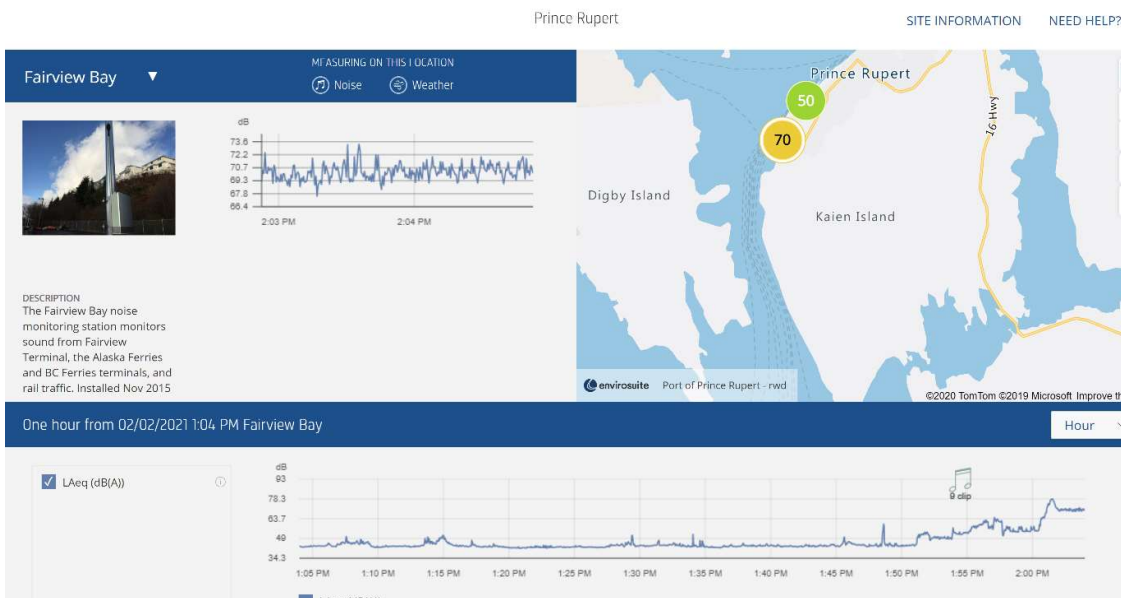 Prince Rupert
SITE INFORMATION NEED HELP?
Fairview Bay ▼
MEASURING ON THIS LOCATION
Noise Weather
dB
73.6
72.2
70.7
69.3
67.8
66.4
2:03 PM 2:04 PM
DESCRIPTION
The Fairview Bay noise
monitoring station monitors
sound from Fairview
Terminal, the Alaska Ferries
and BC Ferries terminals, and
rail traffic. Installed Nov 2015
Prince Rupert
50
70
16 Hwy
Digby Island
Kaien Island
envirosuite Port of Prince Rupert - rwd
©2020 TomTom ©2019 Microsoft Improve th
One hour from 02/02/2021 1:04 PM Fairview Bay
Hour
LAeq (dB(A))
dB
93
78.3
63.7
49
34.3
9 clip
1:05 PM 1:10 PM 1:15 PM 1:20 PM 1:25 PM 1:30 PM 1:35 PM 1:40 PM 1:45 PM 1:50 PM 1:55 PM 2:00 PM